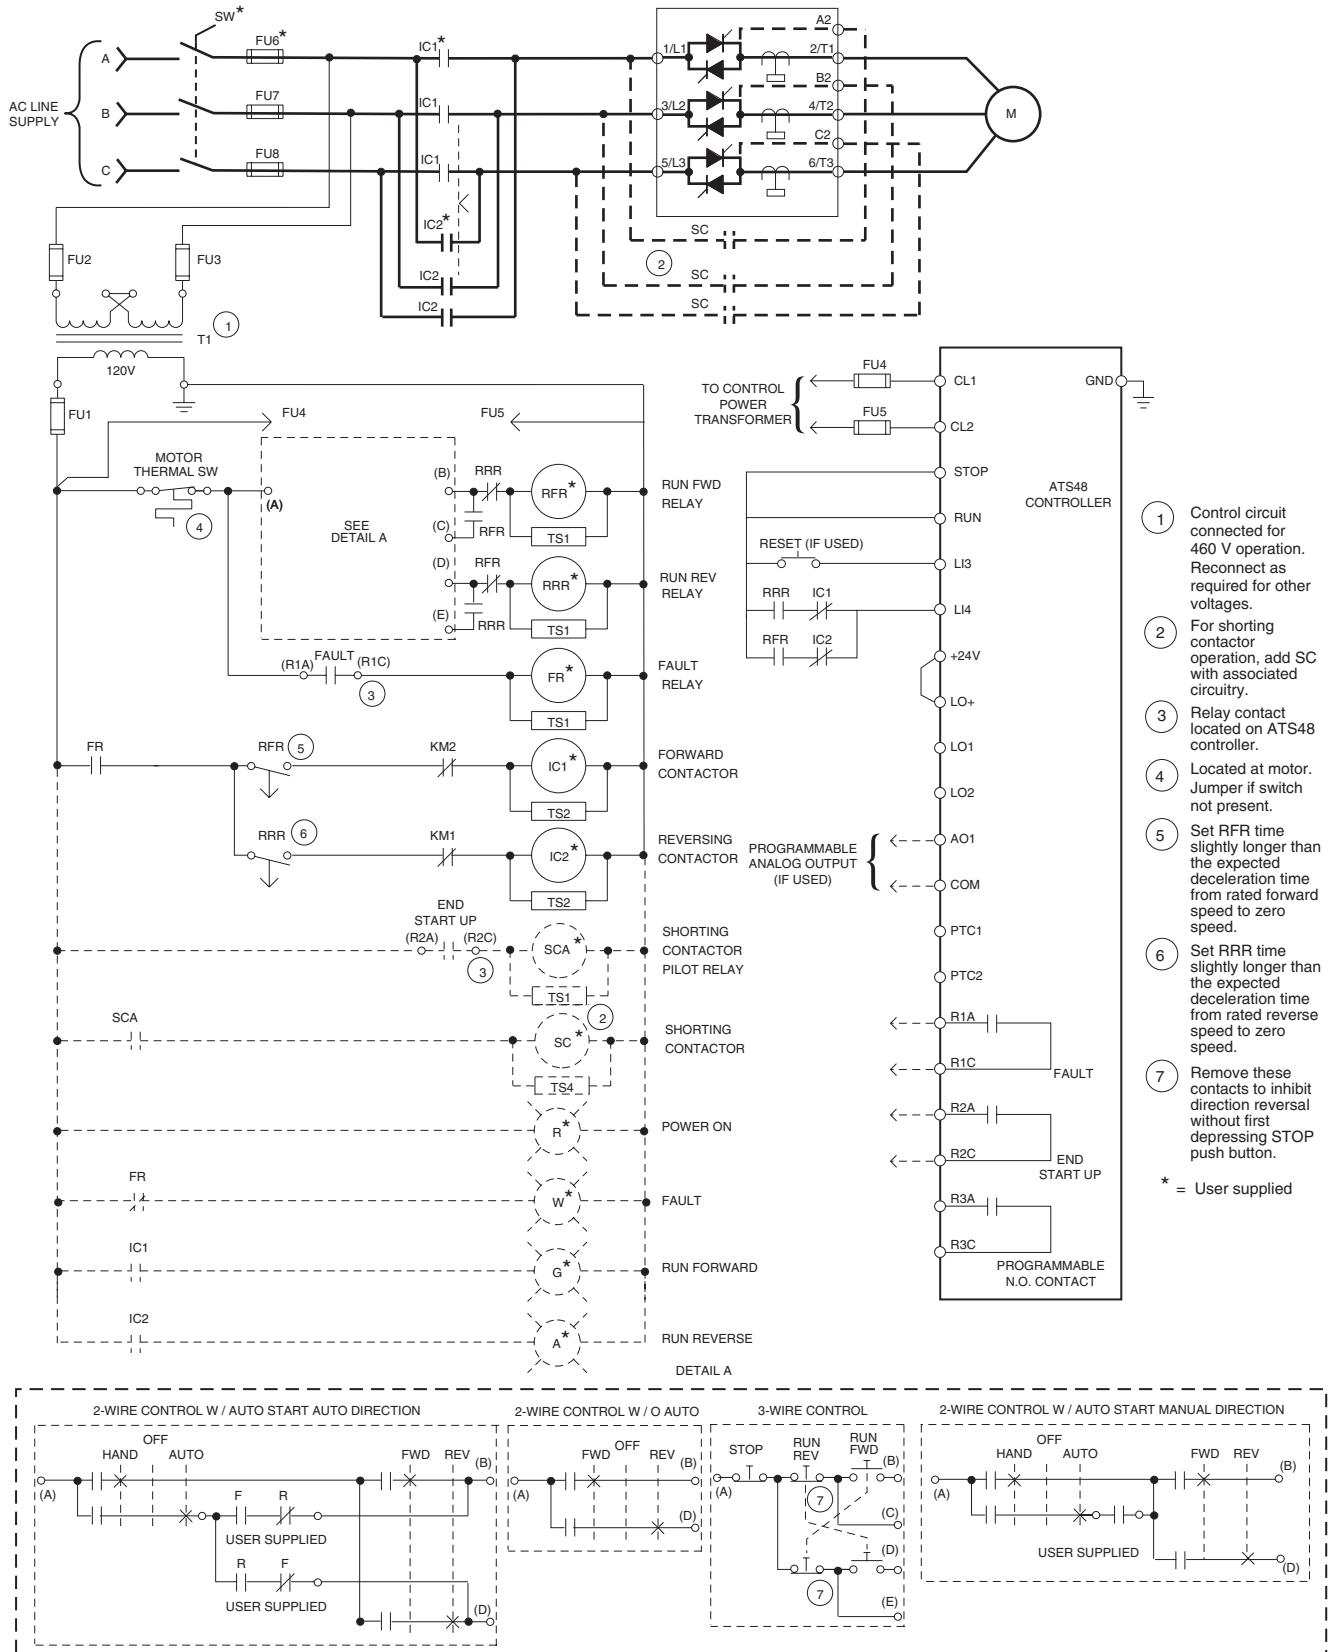 SW*
A
FU6*
IC1*
1/L1
A2
2/T1
AC LINE
SUPPLY
B
FU7
IC1
3/L2
B2
4/T2
M
C
FU8
IC1
5/L3
C2
6/T3
IC2*
IC2
IC2
SC
SC
SC
2
FU2
FU3
T1
1
120V
FU1
FU4
FU5
MOTOR
THERMAL SW
4
(A)
SEE
DETAIL A
(B)
RRR
RFR*
(C)
RFR
TS1
RUN FWD
RELAY
(D)
RFR
RRR*
(E)
RRR
TS1
RUN REV
RELAY
(R1A)
FAULT
(R1C)
3
FR*
TS1
FAULT
RELAY
FR
RFR
5
KM2
IC1*
TS2
FORWARD
CONTACTOR
RRR
6
KM1
IC2*
TS2
REVERSING
CONTACTOR
END
START UP
(R2A)
(R2C)
3
SCA*
TS1
SHORTING
CONTACTOR
PILOT RELAY
SCA
2
SC*
TS4
SHORTING
CONTACTOR
R*
POWER ON
FR
W*
FAULT
IC1
G*
RUN FORWARD
IC2
A*
RUN REVERSE
TO CONTROL
POWER
TRANSFORMER
FU4
FU5
CL1
GND
CL2
STOP
ATS48
CONTROLLER
RUN
RESET (IF USED)
LI3
RRR
IC1
LI4
RFR
IC2
+24V
LO+
LO1
LO2
PROGRAMMABLE
ANALOG OUTPUT
(IF USED)
AO1
COM
PTC1
PTC2
R1A
R1C
FAULT
R2A
R2C
END
START UP
R3A
R3C
PROGRAMMABLE
N.O. CONTACT
1
Control circuit
connected for
460 V operation.
Reconnect as
required for other
voltages.
2
For shorting
contactor
operation, add SC
with associated
circuitry.
3
Relay contact
located on ATS48
controller.
4
Located at motor.
Jumper if switch
not present.
5
Set RFR time
slightly longer than
the expected
deceleration time
from rated forward
speed to zero
speed.
6
Set RRR time
slightly longer than
the expected
deceleration time
from rated reverse
speed to zero
speed.
7
Remove these
contacts to inhibit
direction reversal
without first
depressing STOP
push button.
* = User supplied
DETAIL A
2-WIRE CONTROL W / AUTO START AUTO DIRECTION
OFF
HAND
AUTO
FWD
REV
(B)
(A)
F
R
USER SUPPLIED
R
F
USER SUPPLIED
(D)
2-WIRE CONTROL W / O AUTO
OFF
FWD
REV
(B)
(A)
(D)
3-WIRE CONTROL
STOP
RUN
REV
RUN
FWD
(B)
(A)
7
(C)
(D)
7
(E)
2-WIRE CONTROL W / AUTO START MANUAL DIRECTION
OFF
HAND
AUTO
FWD
REV
(B)
(A)
USER SUPPLIED
(D)